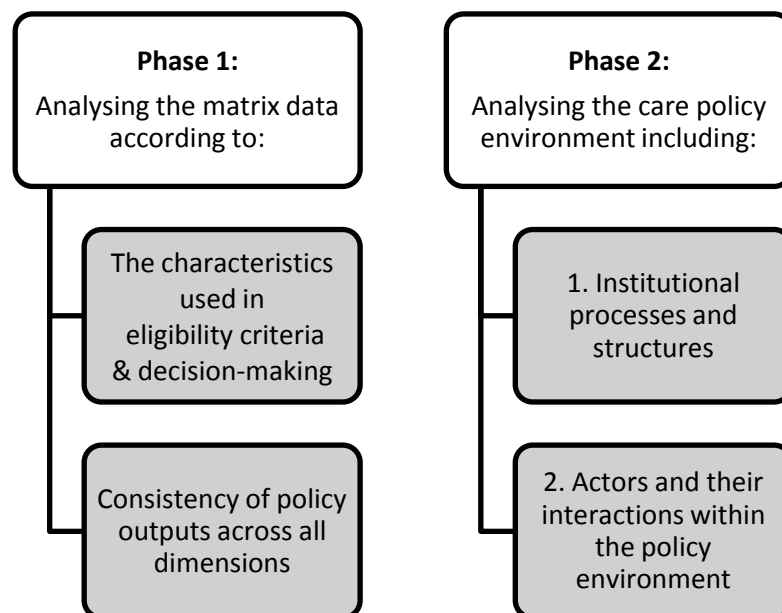 Phase 1:
Analysing the matrix data
according to:
The characteristics
used in
eligibility criteria
& decision-making
Consistency of policy
outputs across all
dimensions
Phase 2:
Analysing the care policy
environment including:
1. Institutional
processes and
structures
2. Actors and their
interactions within
the policy
environment